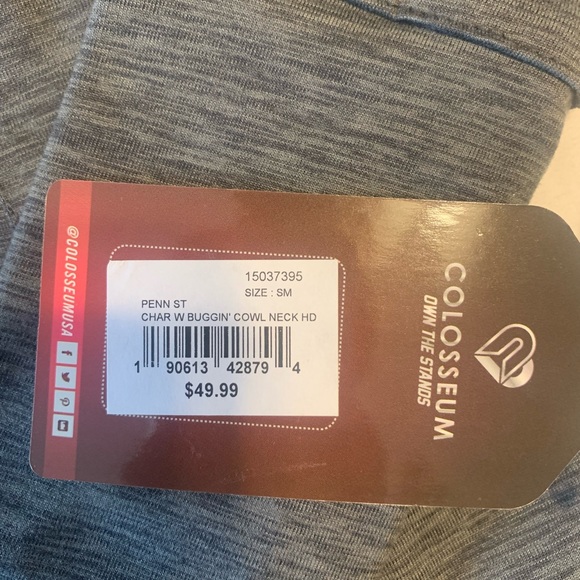 15037395
SIZE : SM
PENN ST
CHAR W BUGGIN' COWL NECK HD
1 90613 42879 4
$49.99
@COLOSSEUMUSA
COLOSSEUM
OWN THE STANDS